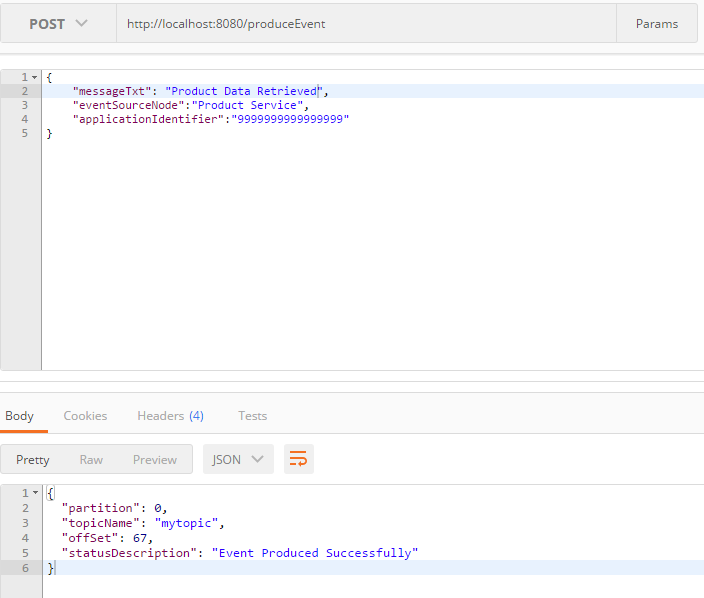 POST http://localhost:8080/produceEvent Params
1 {
2 "messageTxt": "Product Data Retrieved",
3 "eventSourceNode":"Product Service",
4 "applicationIdentifier":"9999999999999999"
5 }
Body Cookies Headers (4) Tests
Pretty Raw Preview JSON
1 {
2 "partition": 0,
3 "topicName": "mytopic",
4 "offSet": 67,
5 "statusDescription": "Event Produced Successfully"
6 }